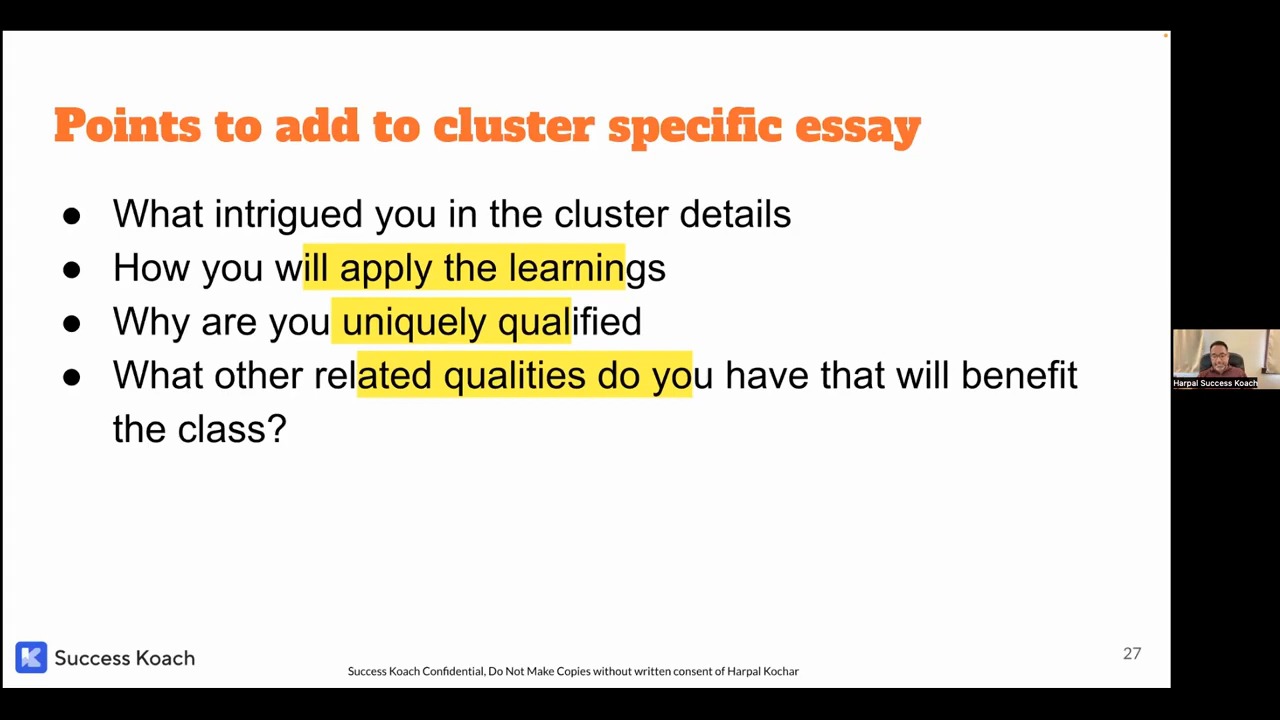 Points to add to cluster specific essay
● What intrigued you in the cluster details
● How you will apply the learnings
● Why are you uniquely qualified
● What other related qualities do you have that will benefit
the class?
Harpal Success Koach
Success Koach
Success Koach Confidential, Do Not Make Copies without written consent of Harpal Kochar
27